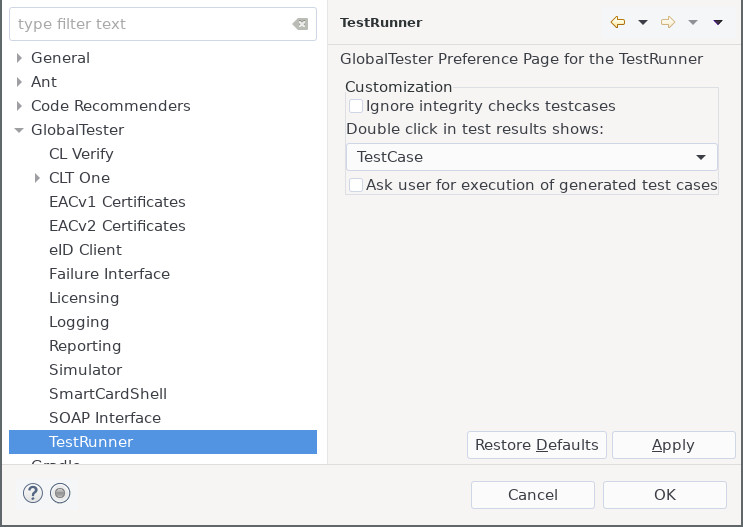 type filter text
General
Ant
Code Recommenders
GlobalTester
CL Verify
CLT One
EACv1 Certificates
EACv2 Certificates
eID Client
Failure Interface
Licensing
Logging
Reporting
Simulator
SmartCardShell
SOAP Interface
TestRunner
Gradle
TestRunner
GlobalTester Preference Page for the TestRunner
Customization
Ignore integrity checks testcases
Double click in test results shows:
TestCase
Ask user for execution of generated test cases
Restore Defaults
Apply
?
Cancel
OK